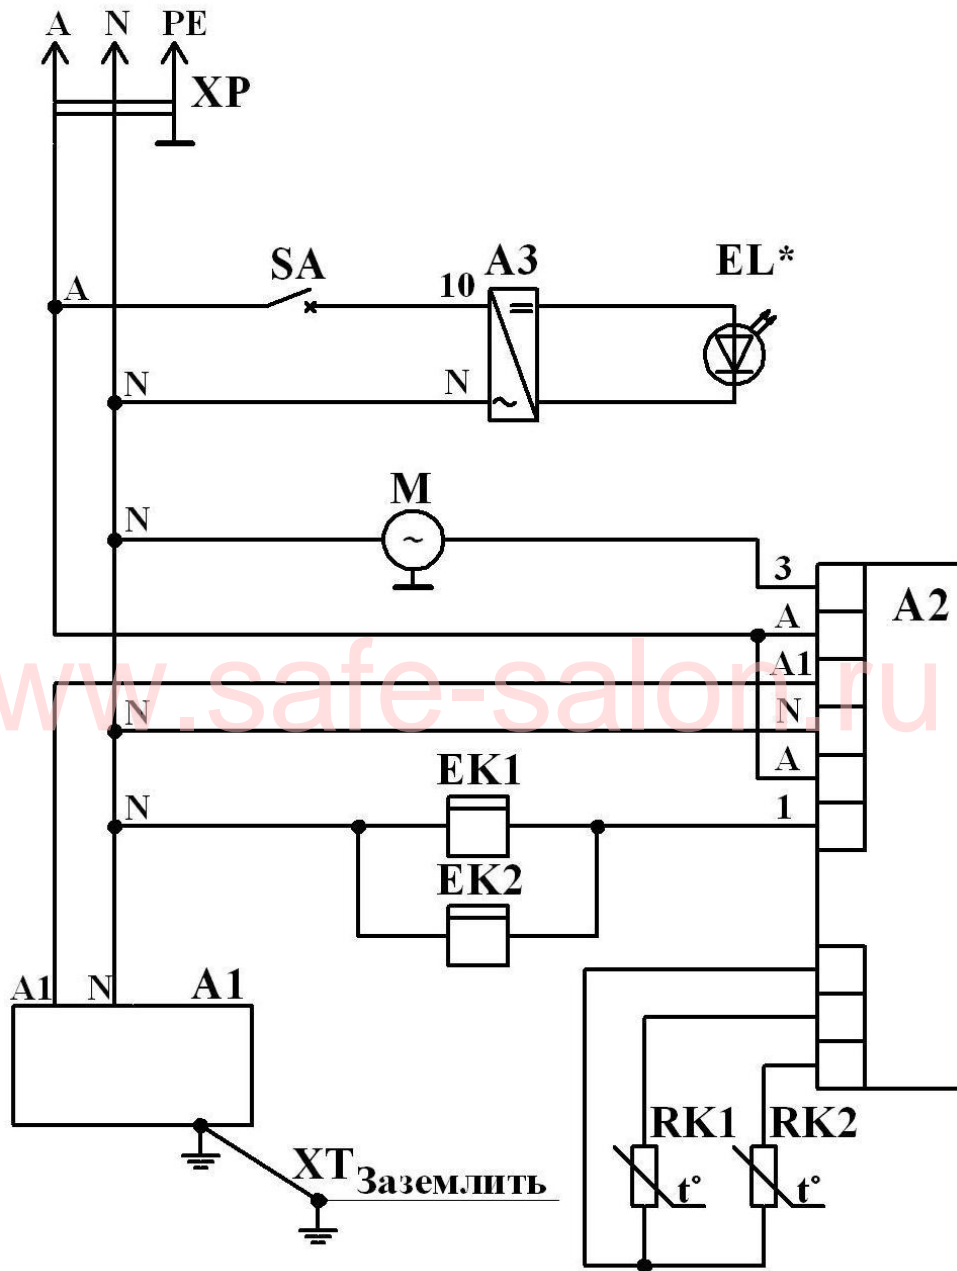 A N PE
XP
SA A3 EL*
A 10
N N
M
N
3
A2
A
A1
N N
A
EK1
N 1
EK2
www.safe-salon.ru
A1 N A1
RK1 RK2
XT Заземлить
t° t°